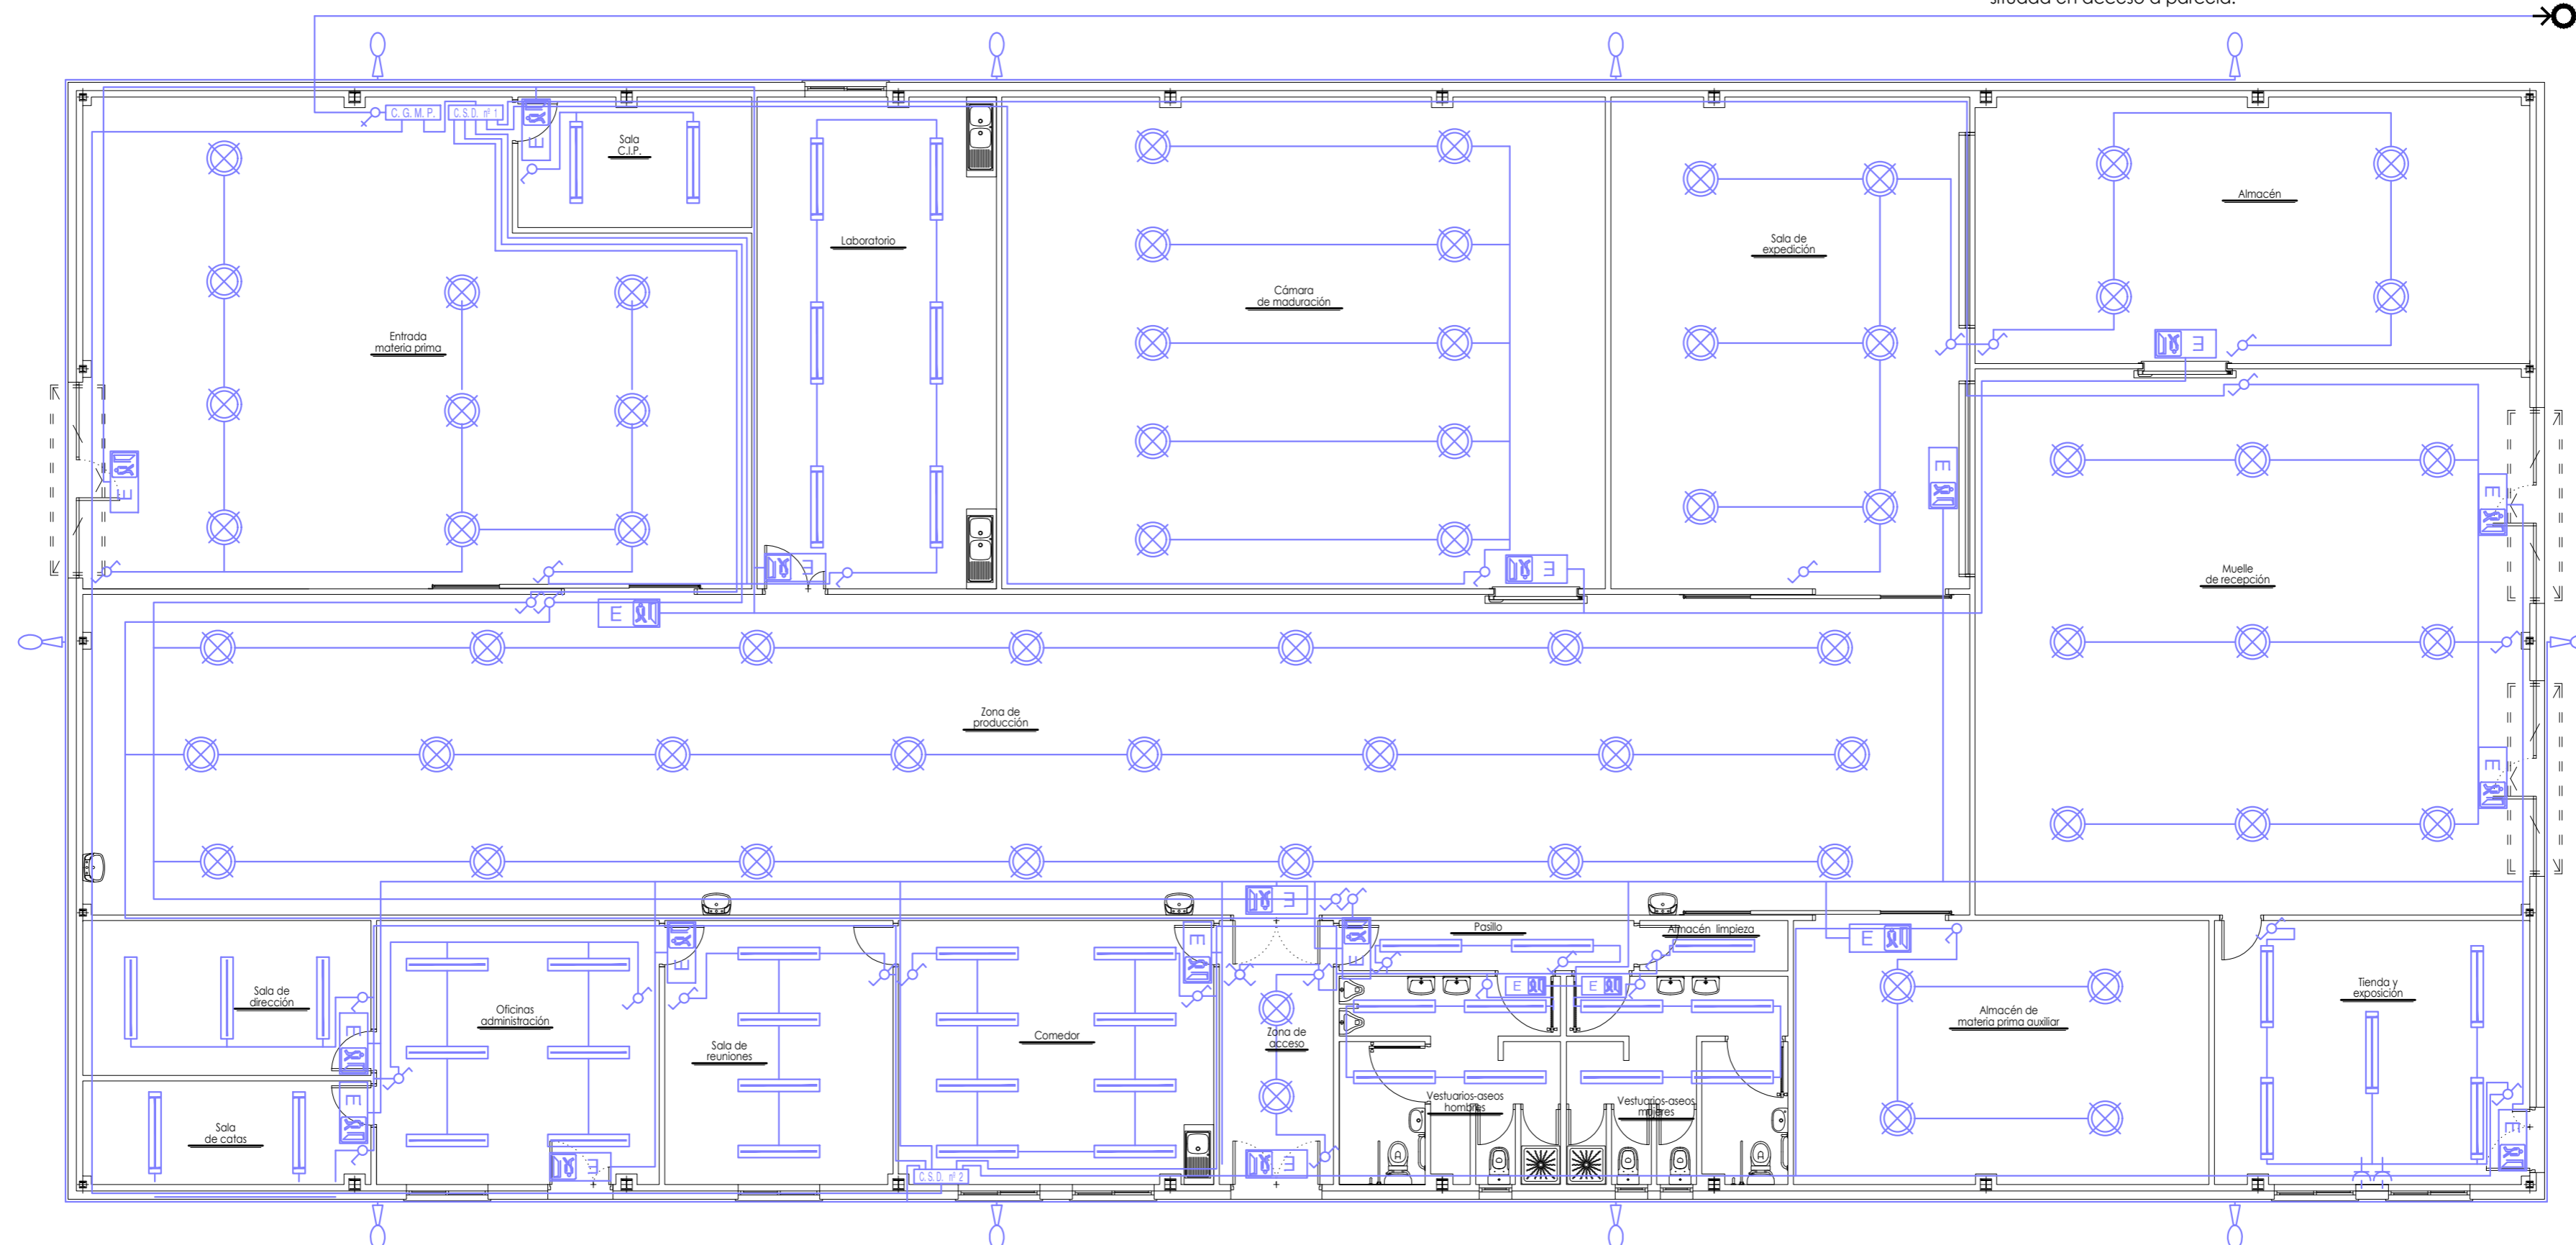 situada en acceso a parcela.
C. G. M. P.
C.S.D. nº 1
E
Sala
C.I.P.
Laboratorio
Almacén
Sala de
expedición
Cámara
de maduración
Entrada
materia prima
E
E
E
E
E
E
Muelle
de recepción
E
E
Zona de
producción
E
E
Pasillo
Almacén limpieza
E
E
E
E
E
E
Sala de
dirección
Oficinas
administración
Tienda y
exposición
Almacén de
materia prima auxiliar
Zona de
acceso
Comedor
Sala de
reuniones
E
E
Vestuarios-aseos
hombres
Vestuarios-aseos
mujeres
Sala
de catas
E
E
E
C.S.D. nº 2